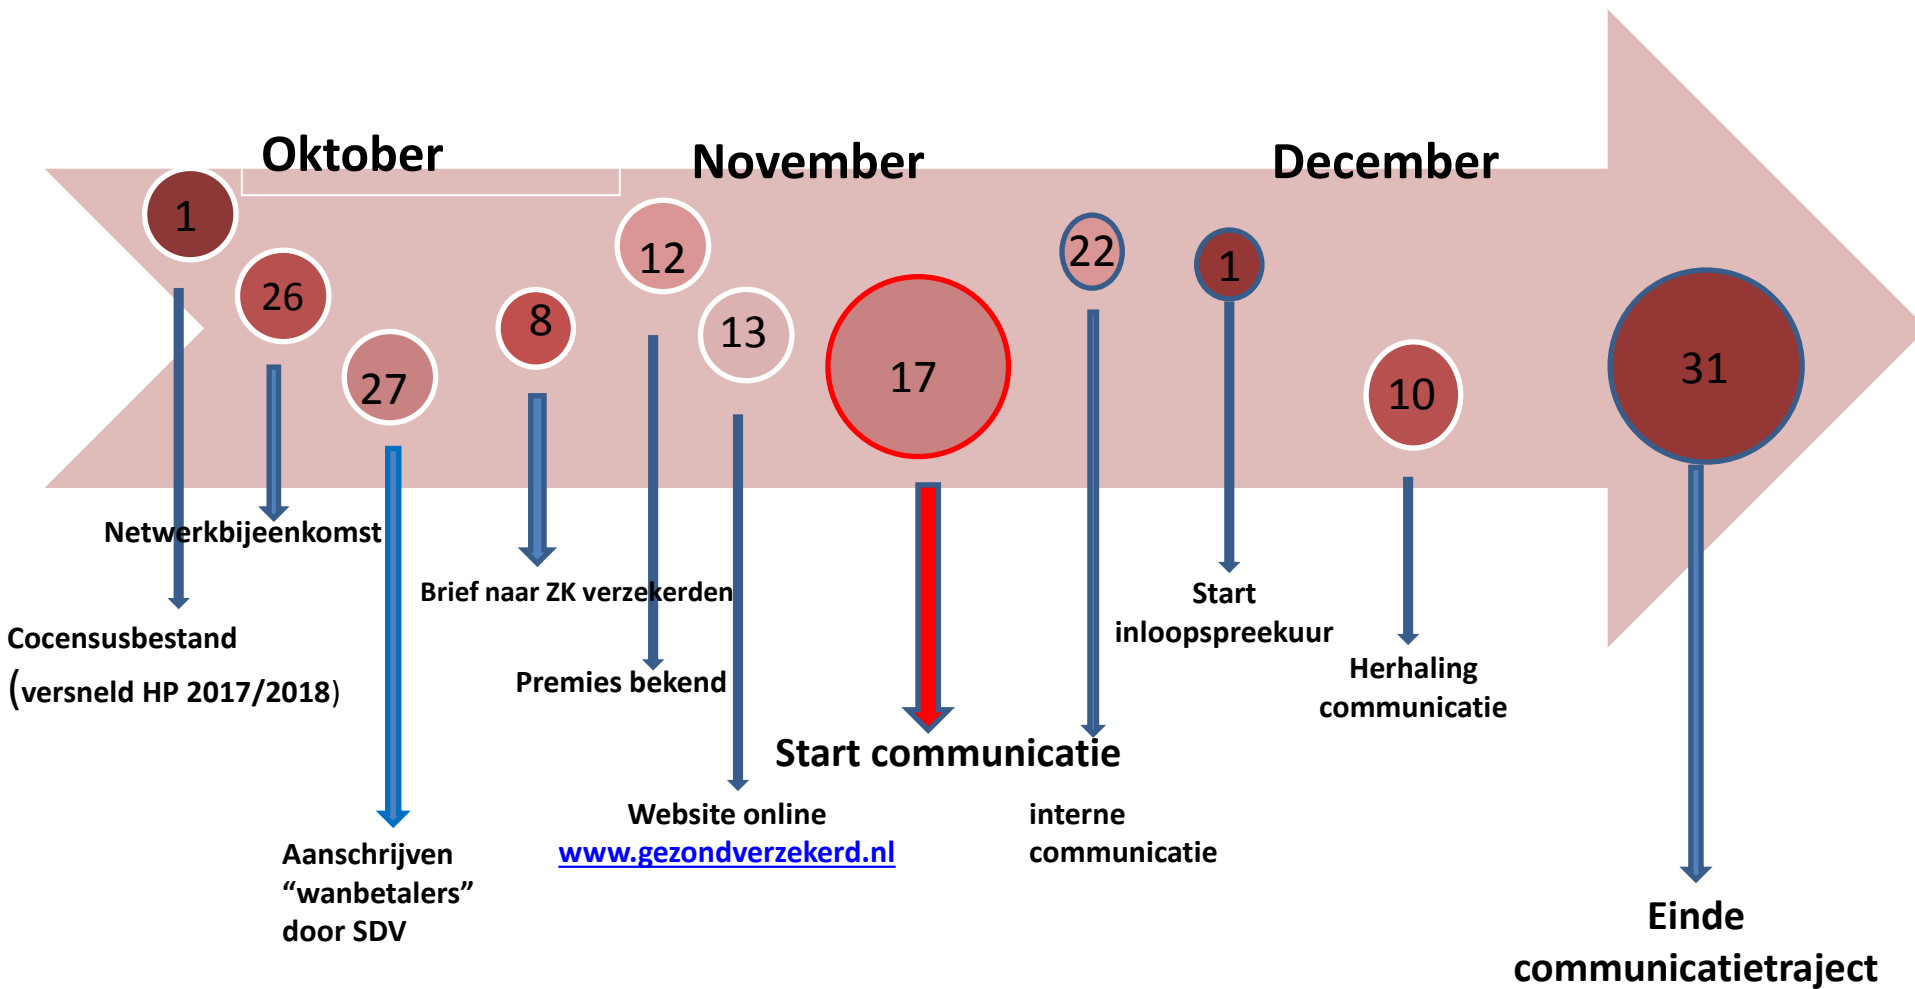 Oktober
November
December
1
26
27
8
12
13
17
22
1
10
31
Netwerkbijeenkomst
Cocensusbestand
(versneld HP 2017/2018)
Aanschrijven
“wanbetalers”
door SDV
Brief naar ZK verzekerden
Premies bekend
Website online
www.gezondverzekerd.nl
Start communicatie
interne
communicatie
Start
inloopspreekuur
Herhaling
communicatie
Einde
communicatietraject